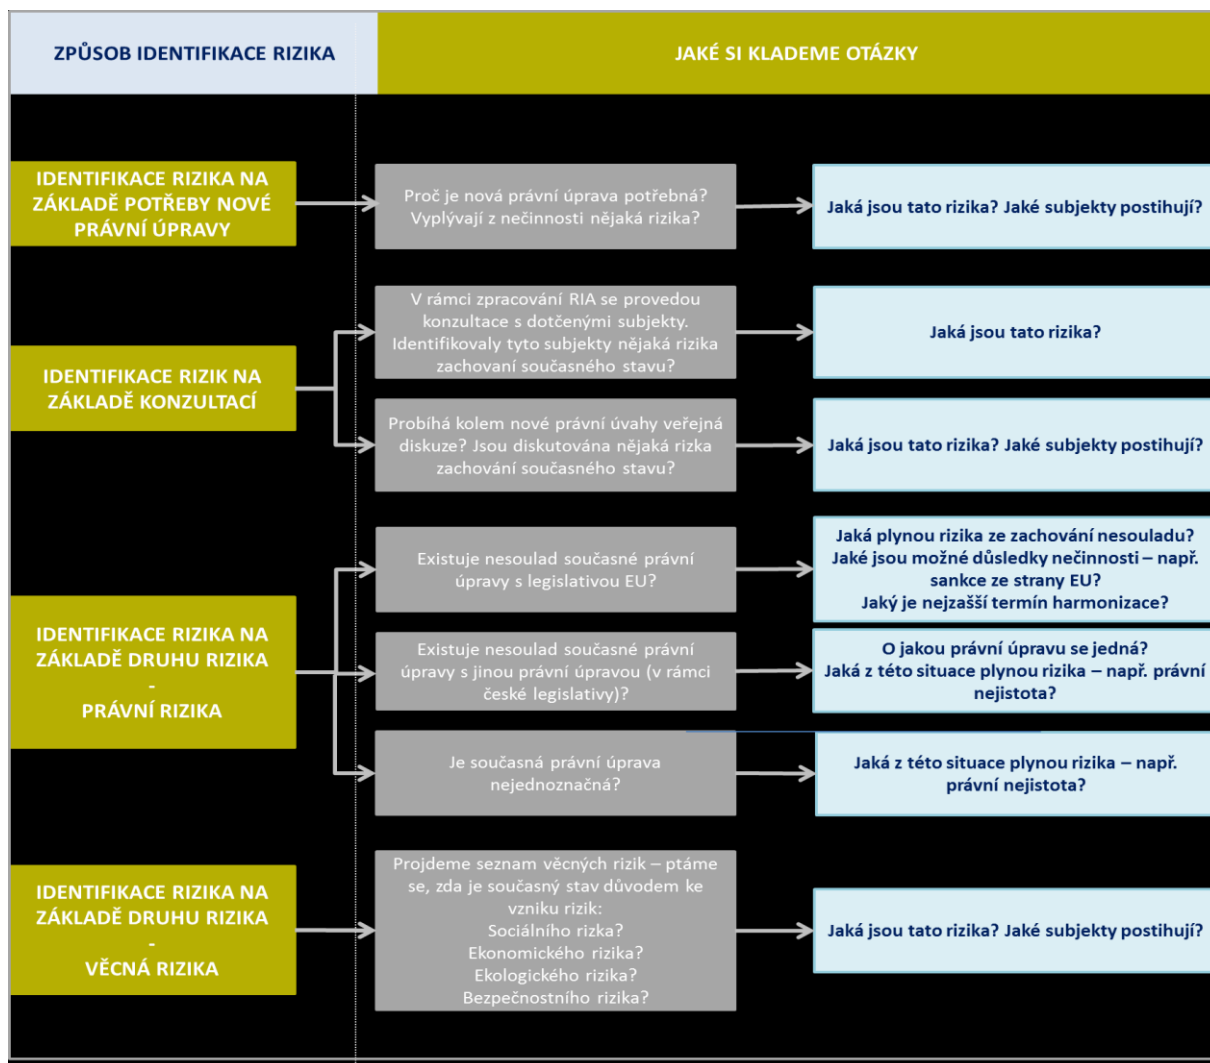 ZPŮSOB IDENTIFIKACE RIZIKA
JAKÉ SI KLADEME OTÁZKY
IDENTIFIKACE RIZIKA NA
ZÁKLADĚ POTŘEBY NOVÉ
PRÁVNÍ ÚPRAVY
Proč je nová právní úprava potřebná?
Vyplývají z nečinnosti nějaká rizika?
Jaká jsou tato rizika? Jaké subjekty postihují?
IDENTIFIKACE RIZIK NA
ZÁKLADĚ KONZULTACÍ
V rámci zpracování RIA se provedou
konzultace s dotčenými subjekty.
Identifikovaly tyto subjekty nějaká rizika
zachovaní současného stavu?
Jaká jsou tato rizika?
Probíhá kolem nové právní úvahy veřejná
diskuze? Jsou diskutována nějaká rizka
zachování současného stavu?
Jaká jsou tato rizika? Jaké subjekty postihují?
IDENTIFIKACE RIZIKA NA
ZÁKLADĚ DRUHU RIZIKA
-
PRÁVNÍ RIZIKA
Existuje nesoulad současné právní
úpravy s legislativou EU?
Jaká plynou rizika ze zachování nesouladu?
Jaké jsou možné důsledky nečinnosti – např.
sankce ze strany EU?
Jaký je nejzašší termín harmonizace?
Existuje nesoulad současné právní
úpravy s jinou právní úpravou (v rámci
české legislativy)?
O jakou právní úpravu se jedná?
Jaká z této situace plynou rizika – např. právní
nejistota?
Je současná právní úprava
nejednoznačná?
Jaká z této situace plynou rizika – např.
právní nejistota?
IDENTIFIKACE RIZIKA NA
ZÁKLADĚ DRUHU RIZIKA
-
VĚCNÁ RIZIKA
Projdeme seznam věcných rizik – ptáme
se, zda je současný stav důvodem ke
vzniku rizik:
Sociálního rizka?
Ekonomického rizika?
Ekologického rizika?
Bezpečnostního rizika?
Jaká jsou tato rizika? Jaké subjekty postihují?